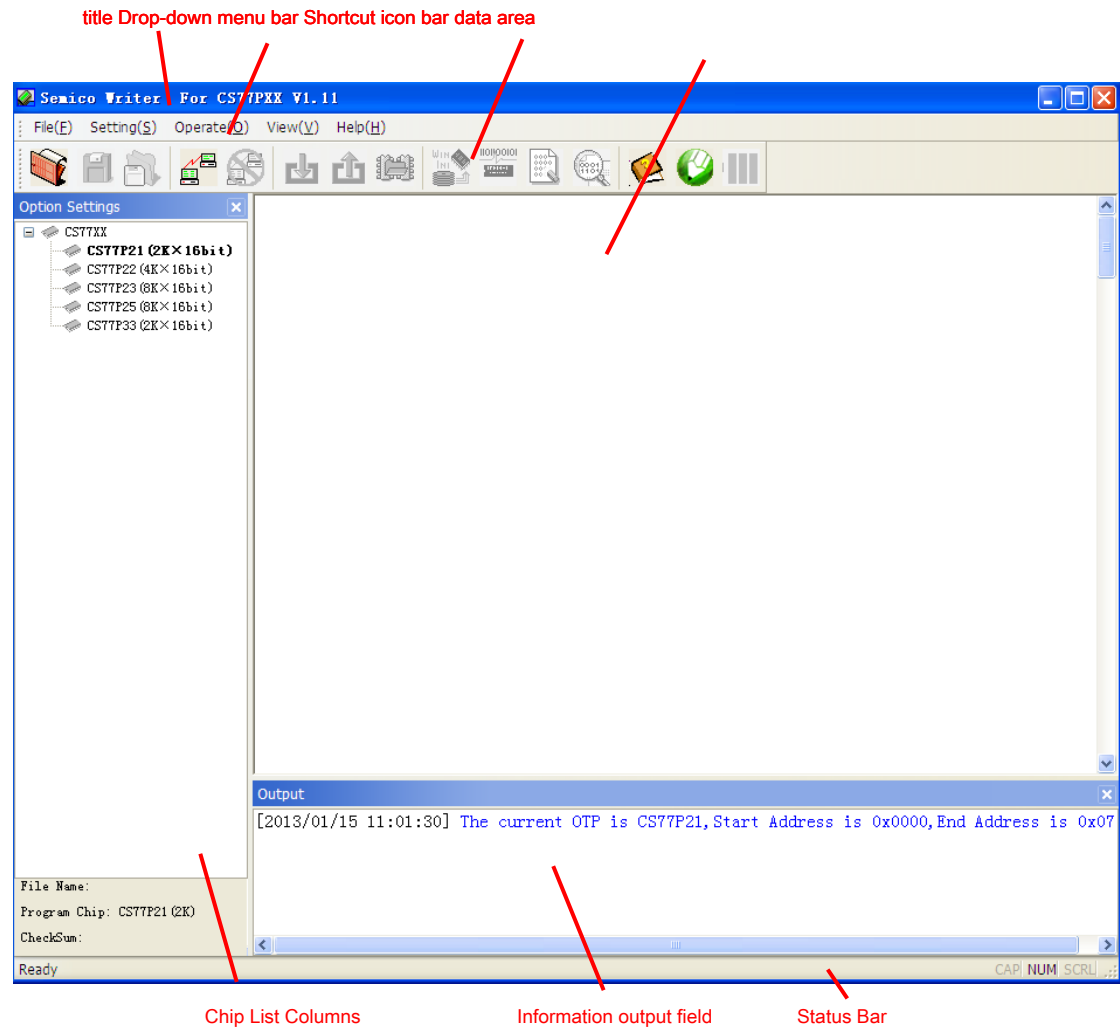 title Drop-down menu bar Shortcut icon bar data area
Semico Writer For CS77PXX V1.11
File(F) Setting(S) Operate(O) View(V) Help(H)
Option Settings
CS77XX
CS77P21(2K×16bit)
CS77P22(4K×16bit)
CS77P23(8K×16bit)
CS77P25(8K×16bit)
CS77P33(2K×16bit)
Output
[2013/01/15 11:01:30] The current OTP is CS77P21,Start Address is 0x0000,End Address is 0x07
File Name:
Program Chip: CS77P21(2K)
CheckSum:
Ready
CAP NUM SCRL
Chip List Columns
Information output field
Status Bar